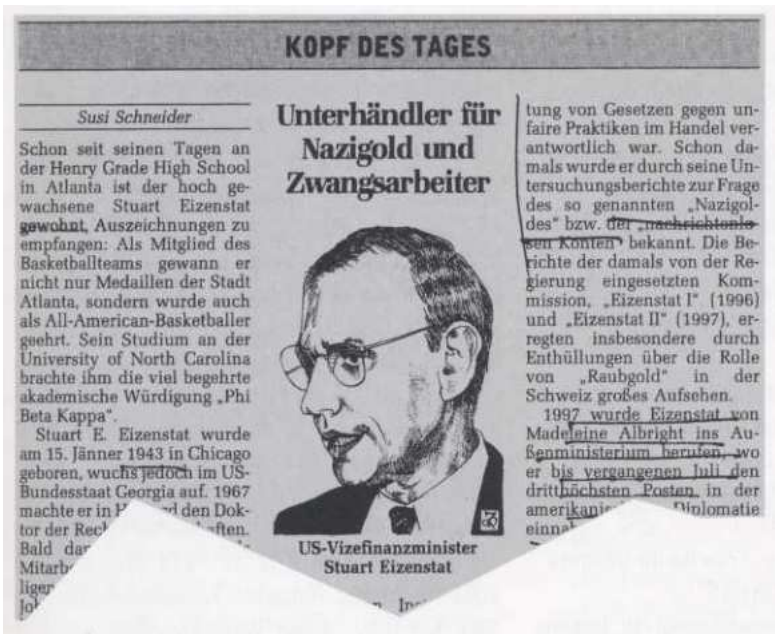 KOPF DES TAGES
Susi Schneider
Schon seit seinen Tagen an
der Henry Grade High School
in Atlanta ist der hoch ge-
wachsene Stuart Eizenstat
gewohnt, Auszeichnungen zu
empfangen: Als Mitglied des
Basketballteams gewann er
nicht nur Medaillen der Stadt
Atlanta, sondern wurde auch
als All-American-Basketballer
geehrt. Sein Studium an der
University of North Carolina
brachte ihm die viel begehrte
akademische Würdigung „Phi
Beta Kappa".
Stuart E. Eizenstat wurde
am 15. Jänner 1943 in Chicago
geboren, wuchs jedoch im US-
Bundesstaat Georgia auf. 1967
machte er in den Dok-
tor der
Bald
Unterhändler für
Nazigold und
Zwangsarbeiter
US-Vizefinanzminister
Stuart Eizenstat
tung von Gesetzen gegen un-
faire Praktiken im Handel ver-
antwortlich war. Schon da-
mals wurde er durch seine Un-
tersuchungsberichte zur Frage
des so genannten „Nazigol-
des" bzw. der „nachrichtenlo-
sen Konten" bekannt. Die Be-
richte der damals von der Re-
gierung eingesetzten Kom-
mission, „Eizenstat I" (1996)
und „Eizenstat II" (1997), er-
regten insbesondere durch
Enthüllungen über die Rolle
von „Raubgold" in der
Schweiz großes Aufsehen.
1997 wurde Eizenstat von
Madeleine Albright ins Au-
ßenministerium berufen, wo
er bis vergangenen Juli den
dritthöchsten Posten in der
Diplomatie